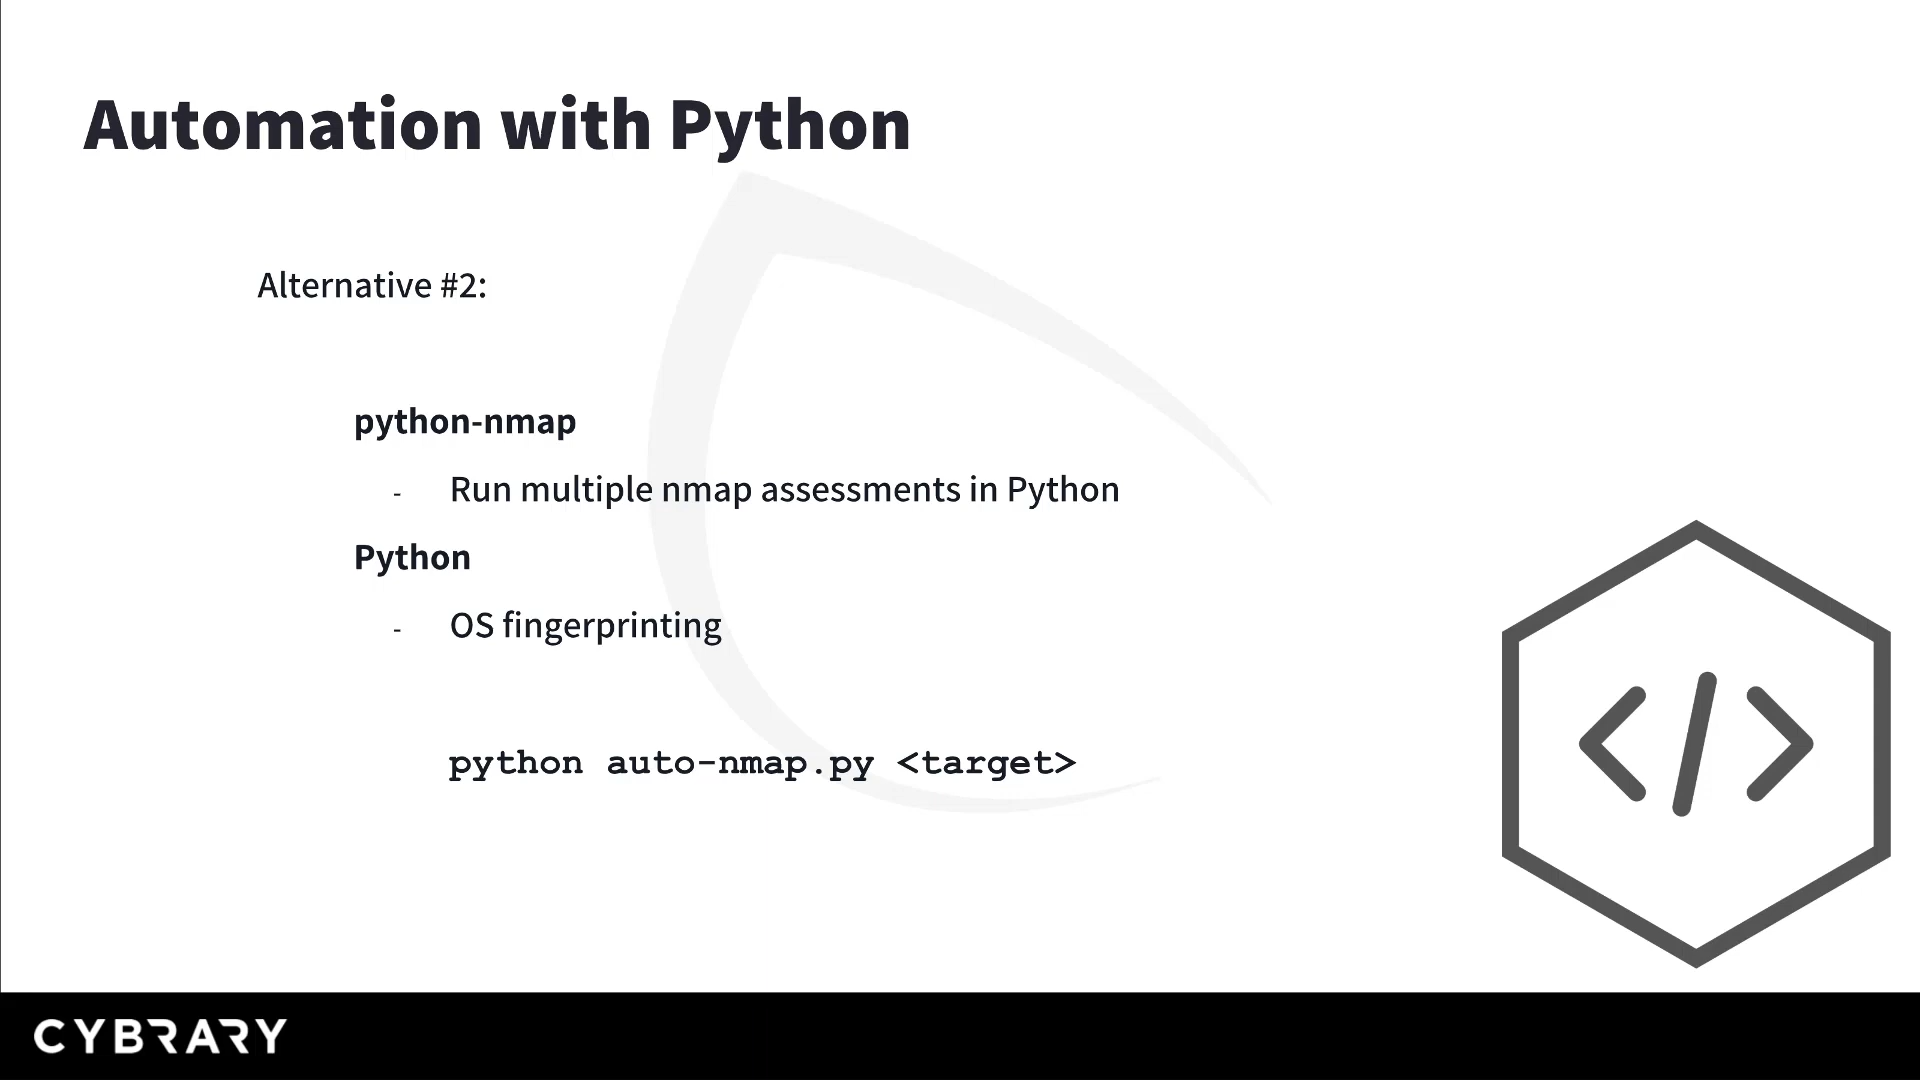 Automation with Python
Alternative #2:
python-nmap
- Run multiple nmap assessments in Python
Python
- OS fingerprinting
python auto-nmap.py <target>
</>
CYBRARY